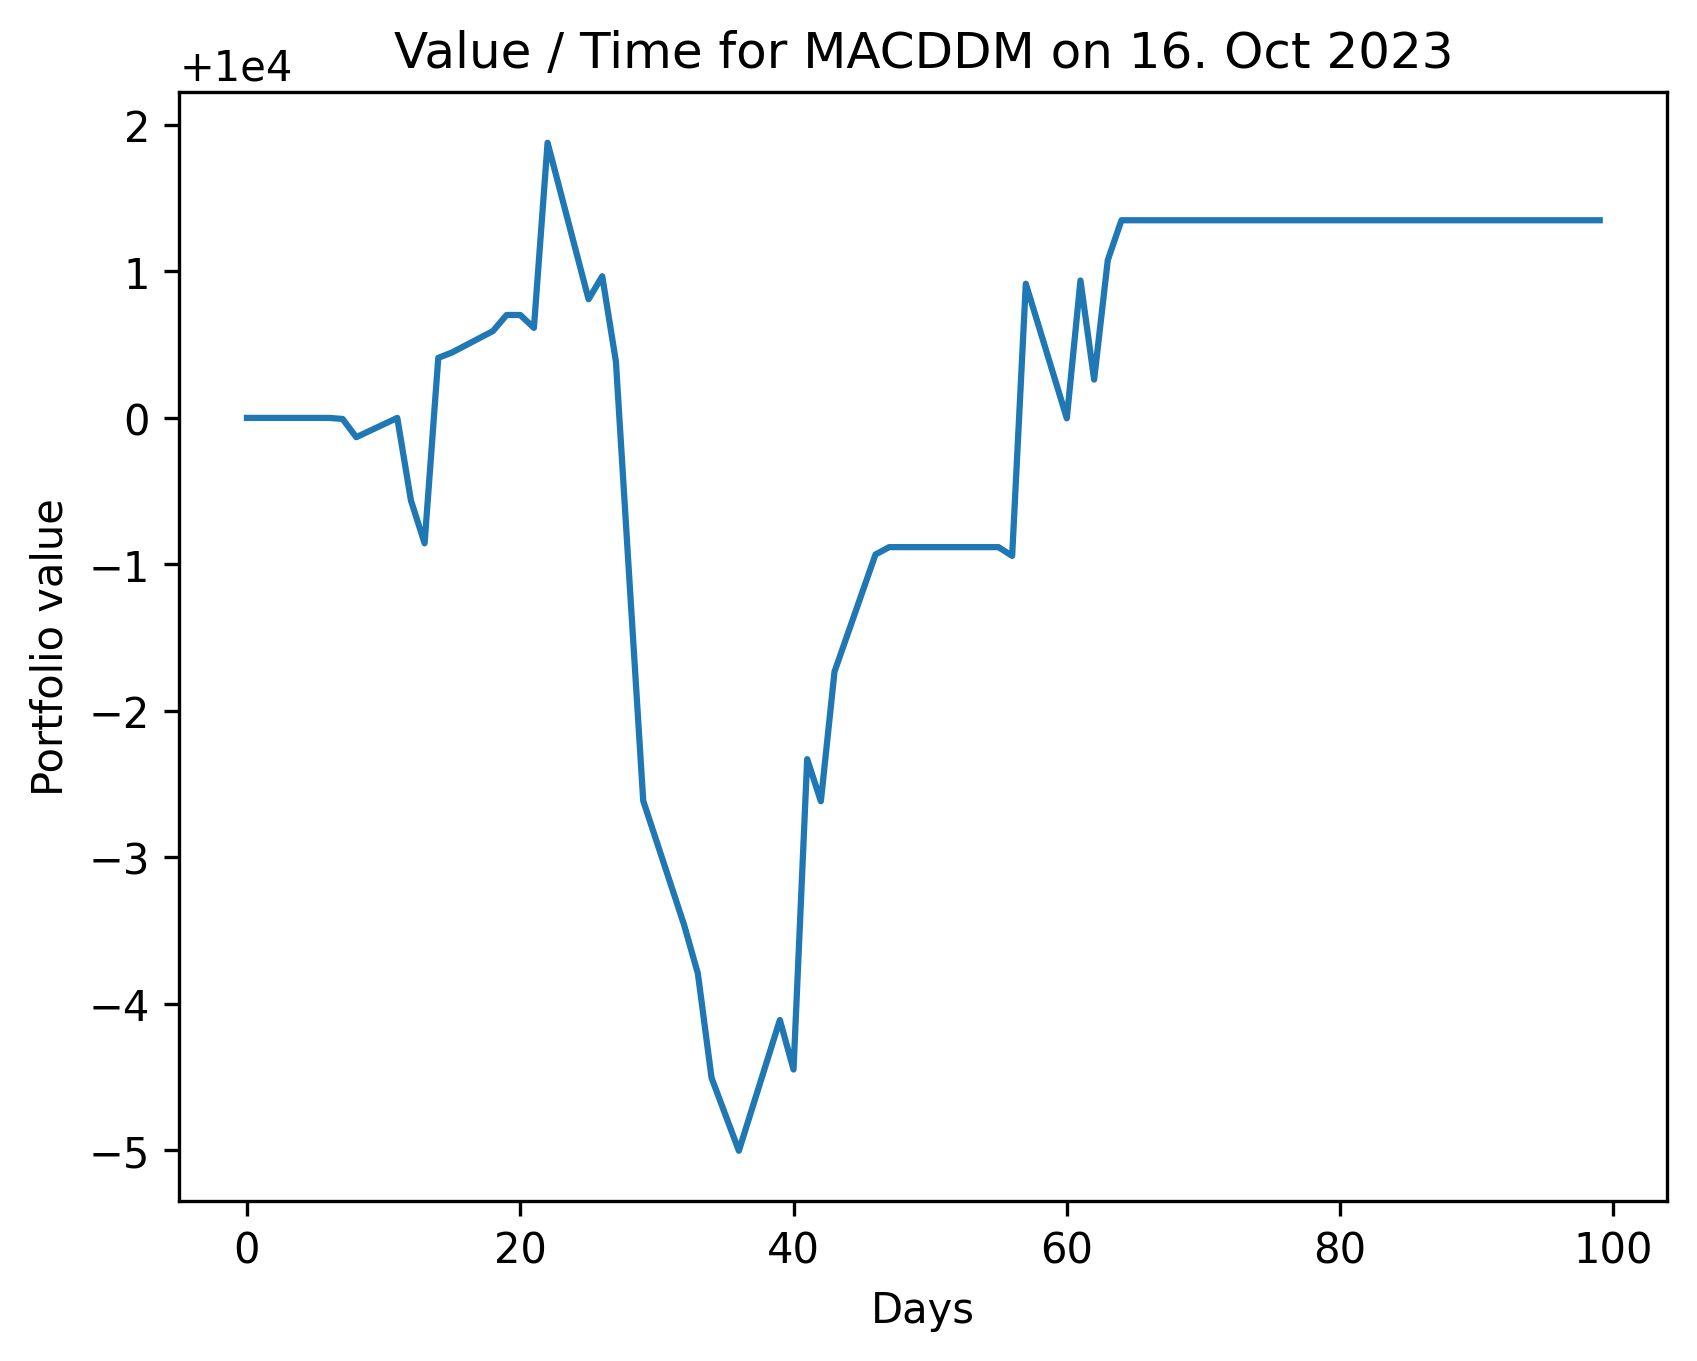 Value / Time for MACDDM on 16. Oct 2023
+1e4
2
1
0
−1
−2
−3
−4
−5
Portfolio value
0 20 40 60 80 100
Days